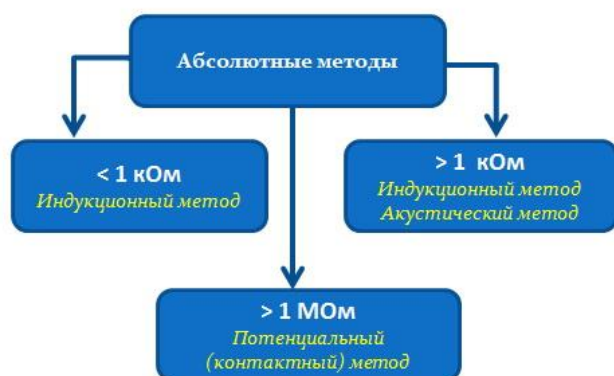 Абсолютные методы
< 1 кОм
Индукционный метод
> 1 кОм
Индукционный метод
Акустический метод
> 1 МОм
Потенциальный
(контактный) метод